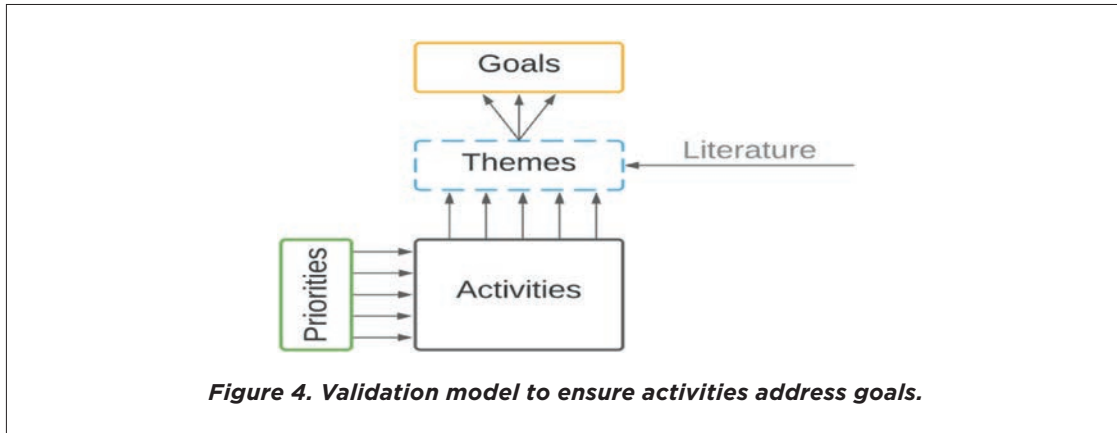 Goals
Themes
Literature
Priorities
Activities
Figure 4. Validation model to ensure activities address goals.